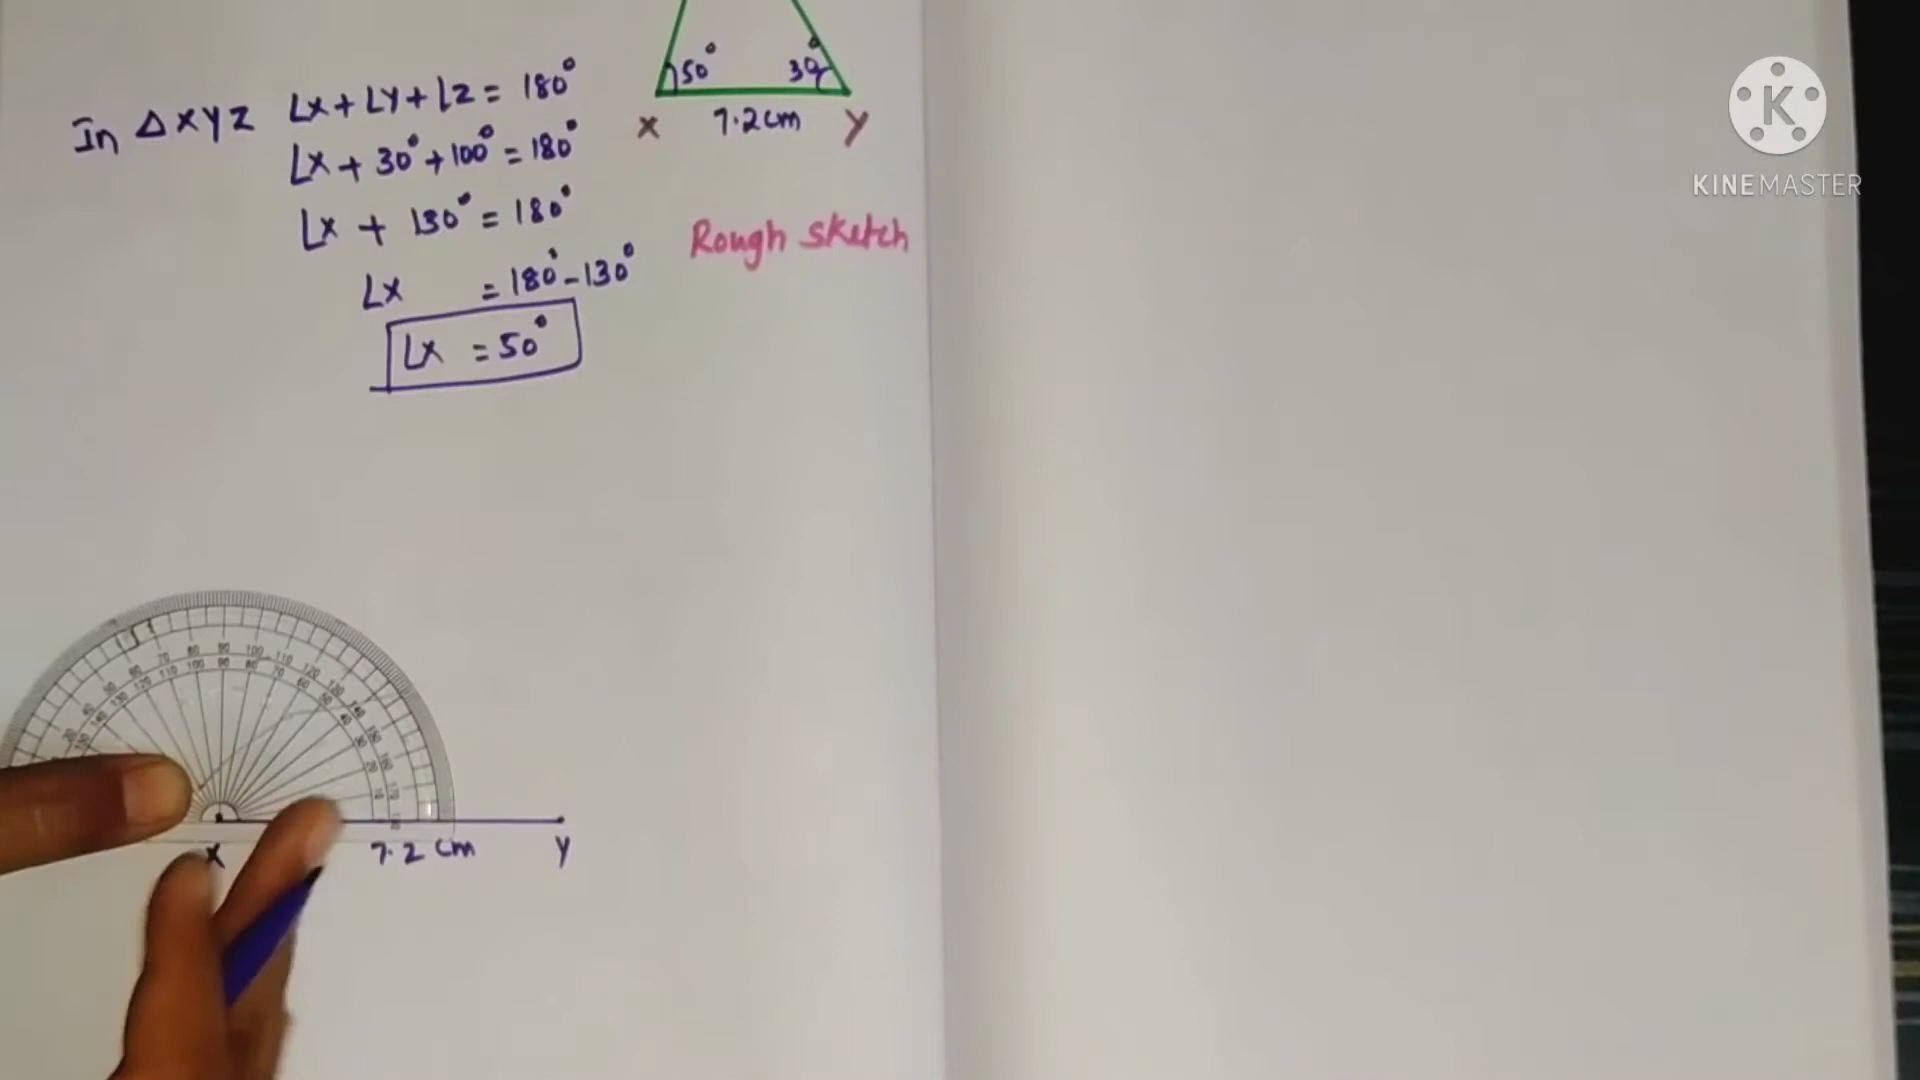 In △XYZ ∠X + ∠Y + ∠Z = 180°
∠X + 30° + 100° = 180°
∠X + 130° = 180°
∠X = 180° - 130°
∠X = 50°
50° 30°
X 7.2cm Y
Rough sketch
K
KINEMASTER
X 7.2 cm Y